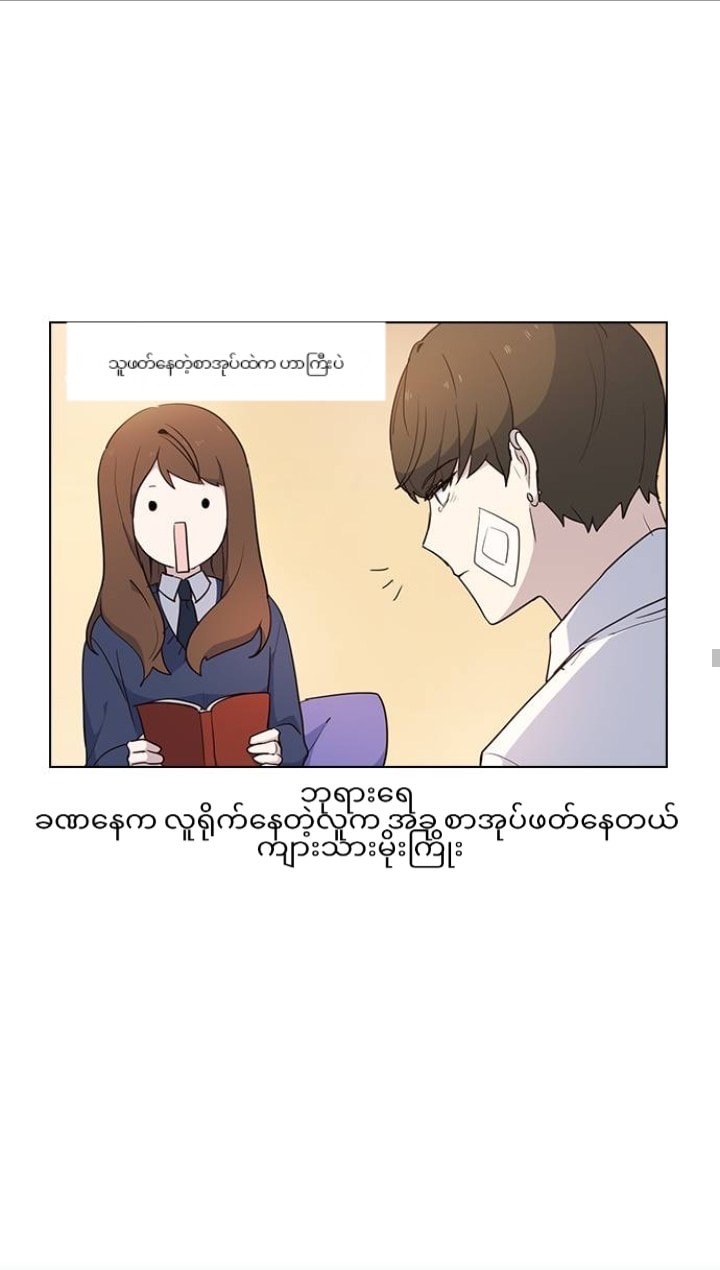 သူဖတ်နေတဲ့စာအုပ်ထဲက ဟာကြီးပဲ
ဘုရားရေ
ခဏနေက လူရိုက်နေတဲ့လူက အခု စာအုပ်ဖတ်နေတယ်
ကျားသားမိုးကြိုး